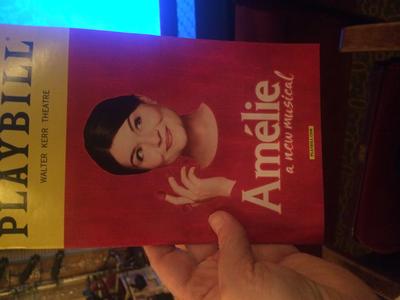 PLAYBILL
WALTER KERR THEATRE
Amélie
a new musical